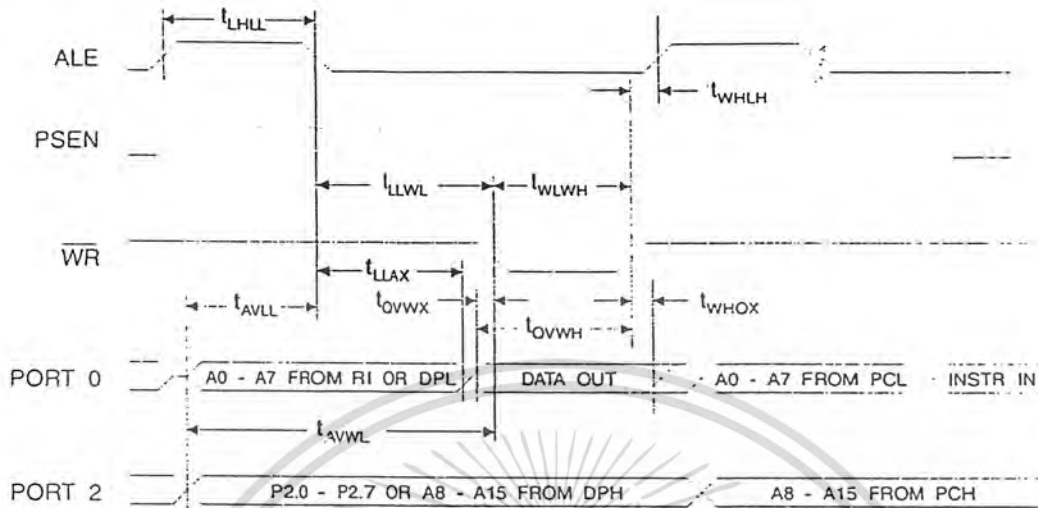 tLHLL
ALE
tWHLH
PSEN
tLLWL
tWLWH
WR
tLLAX
tAVLL
tQVWX
tWHQX
tQVWH
PORT 0
A0 - A7 FROM RI OR DPL
DATA OUT
A0 - A7 FROM PCL
INSTR IN
tAVWL
PORT 2
P2.0 - P2.7 OR A8 - A15 FROM DPH
A8 - A15 FROM PCH